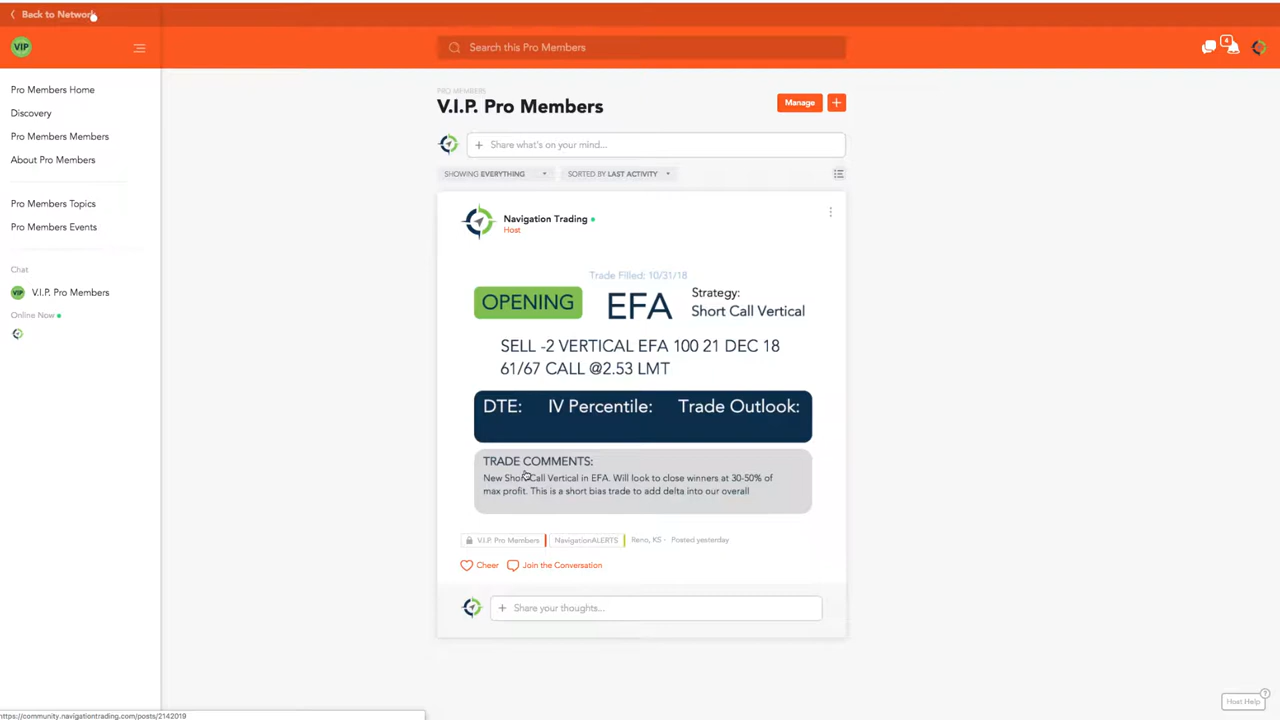 Back to Network
VIP
Search this Pro Members
4
Pro Members Home
Discovery
Pro Members Members
About Pro Members
Pro Members Topics
Pro Members Events
Chat
VIP
V.I.P. Pro Members
Online Now
PRO MEMBERS
V.I.P. Pro Members
Manage
+
+ Share what's on your mind...
SHOWING EVERYTHING
SORTED BY LAST ACTIVITY
Navigation Trading
Host
Trade Filled: 10/31/18
OPENING
EFA
Strategy:
Short Call Vertical
SELL -2 VERTICAL EFA 100 21 DEC 18
61/67 CALL @2.53 LMT
DTE: IV Percentile: Trade Outlook:
TRADE COMMENTS:
New Short Call Vertical in EFA. Will look to close winners at 30-50% of
max profit. This is a short bias trade to add delta into our overall
V.I.P. Pro Members
NavigationALERTS
Reno, KS · Posted yesterday
Cheer
Join the Conversation
+ Share your thoughts...
Host Help
?
https://community.navigationtrading.com/posts/2142019